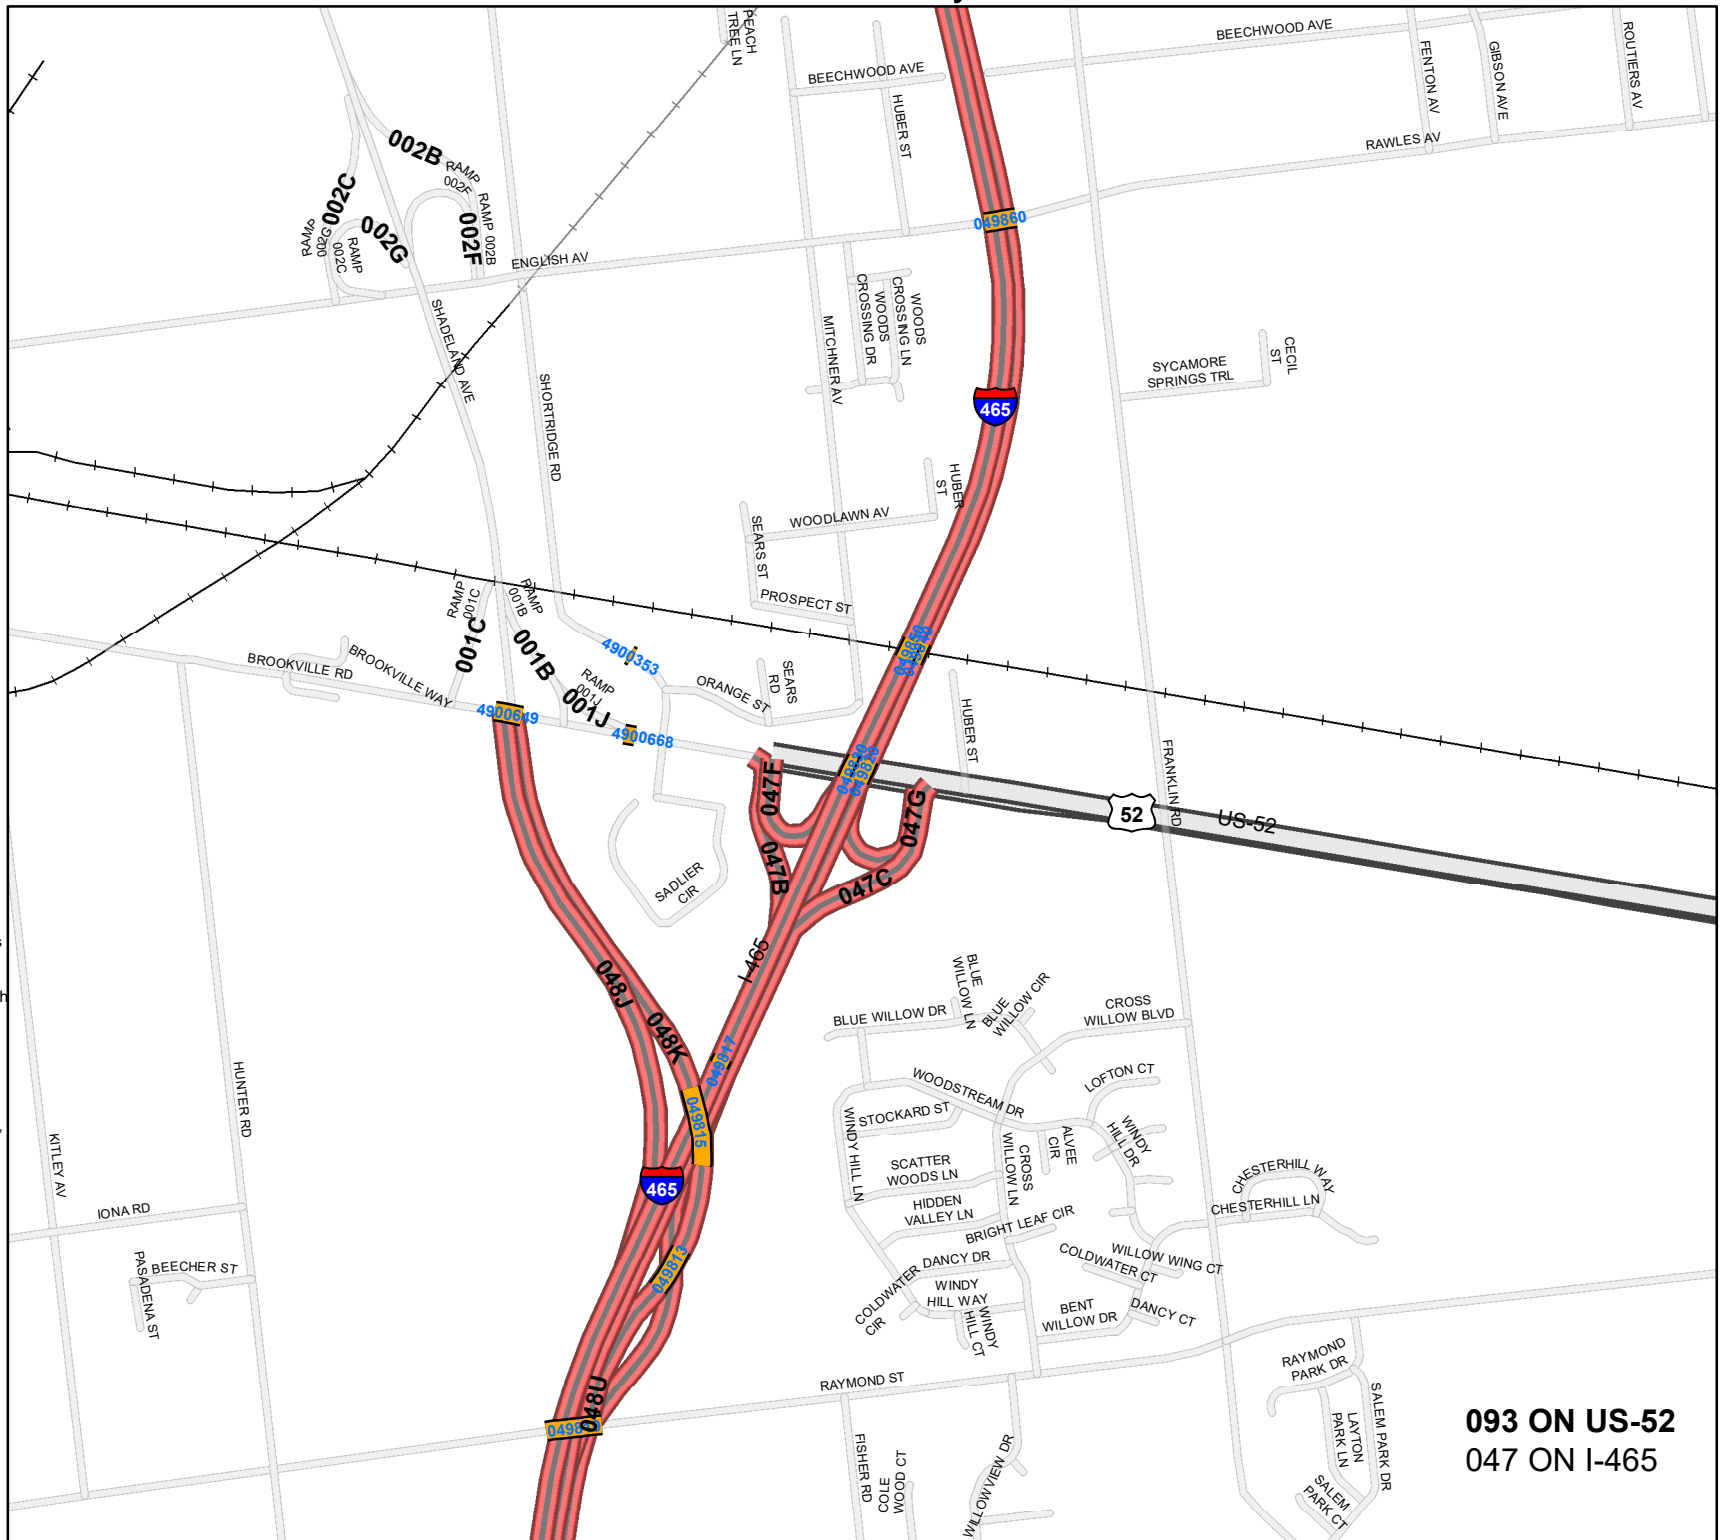 PEACH
TREE LN
BEECHWOOD AVE
BEECHWOOD AVE
FENTON AV
GIBSON AVE
ROUTIERS AV
HUBER ST
RAWLES AV
002B
RAMP
002F
002C
RAMP
002G
002G
RAMP
002C
002F
RAMP 002B
049860
ENGLISH AV
SHADELAND AVE
MITCHNER AV
WOODS
CROSSING DR
WOODS
CROSSING LN
SYCAMORE
SPRINGS TRL
CECIL
ST
SHORTRIDGE RD
465
HUBER
ST
WOODLAWN AV
SEARS ST
PROSPECT ST
RAMP
001C
RAMP
001B
001C
001B
4900353
049850
BROOKVILLE RD
BROOKVILLE WAY
RAMP
001J
001J
ORANGE ST
SEARS
RD
4900649
4900668
HUBER ST
FRANKLIN RD
049830
049820
047F
047G
52
US-52
047B
047C
SADLIER
CIR
I-465
048J
048K
BLUE
WILLOW LN
BLUE
WILLOW CIR
BLUE WILLOW DR
CROSS
WILLOW BLVD
049817
HUNTER RD
LOFTON CT
WOODSTREAM DR
049815
STOCKARD ST
WINDY HILL LN
KITLEY AV
ALVEE
CIR
WINDY
HILL DR
CROSS
WILLOW LN
SCATTER
WOODS LN
465
CHESTERHILL WAY
CHESTERHILL LN
IONA RD
HIDDEN
VALLEY LN
BRIGHT LEAF CIR
BEECHER ST
PASADENA ST
049813
DANCY DR
COLDWATER CT
WILLOW WING CT
COLDWATER
CIR
WINDY
HILL WAY
WINDY
HILL CT
BENT
WILLOW DR
DANCY CT
RAYMOND
PARK DR
RAYMOND ST
048U
SALEM PARK DR
LAYTON
PARK LN
093 ON US-52
047 ON I-465
FISHER RD
COLE
WOOD CT
WILLOWVIEW DR
SALEM
PARK CT